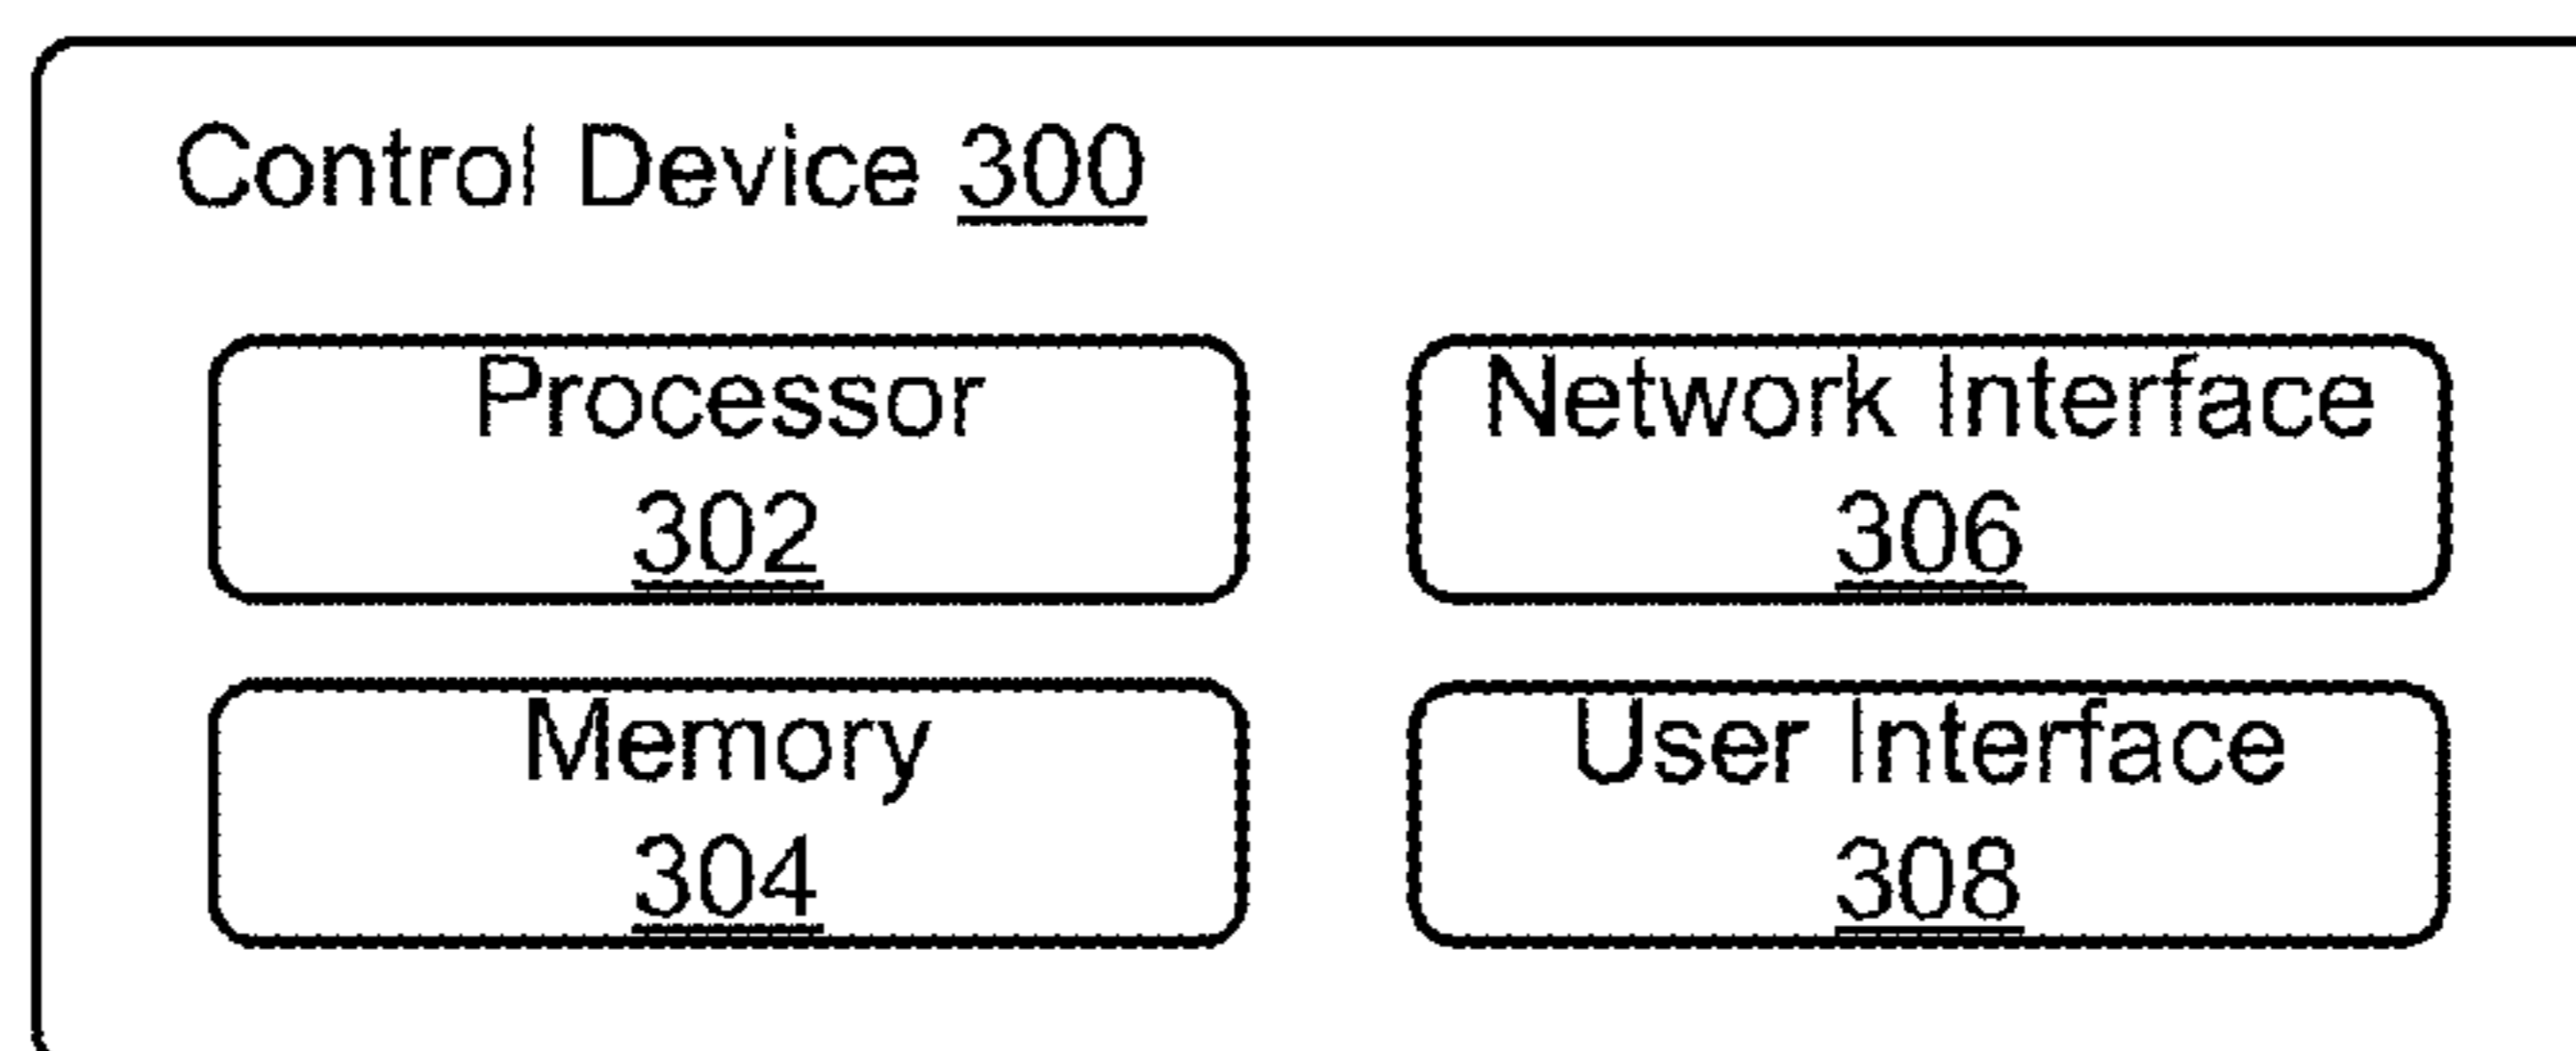 Control Device 300
Processor
302
Network Interface
306
Memory
304
User Interface
308